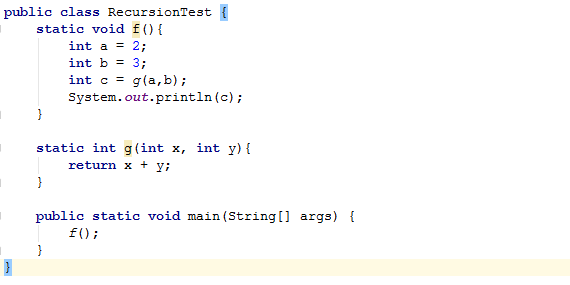 public class RecursionTest {
    static void f(){
        int a = 2;
        int b = 3;
        int c = g(a,b);
        System.out.println(c);
    }
    static int g(int x, int y){
        return x + y;
    }
    public static void main(String[] args) {
        f();
    }
}